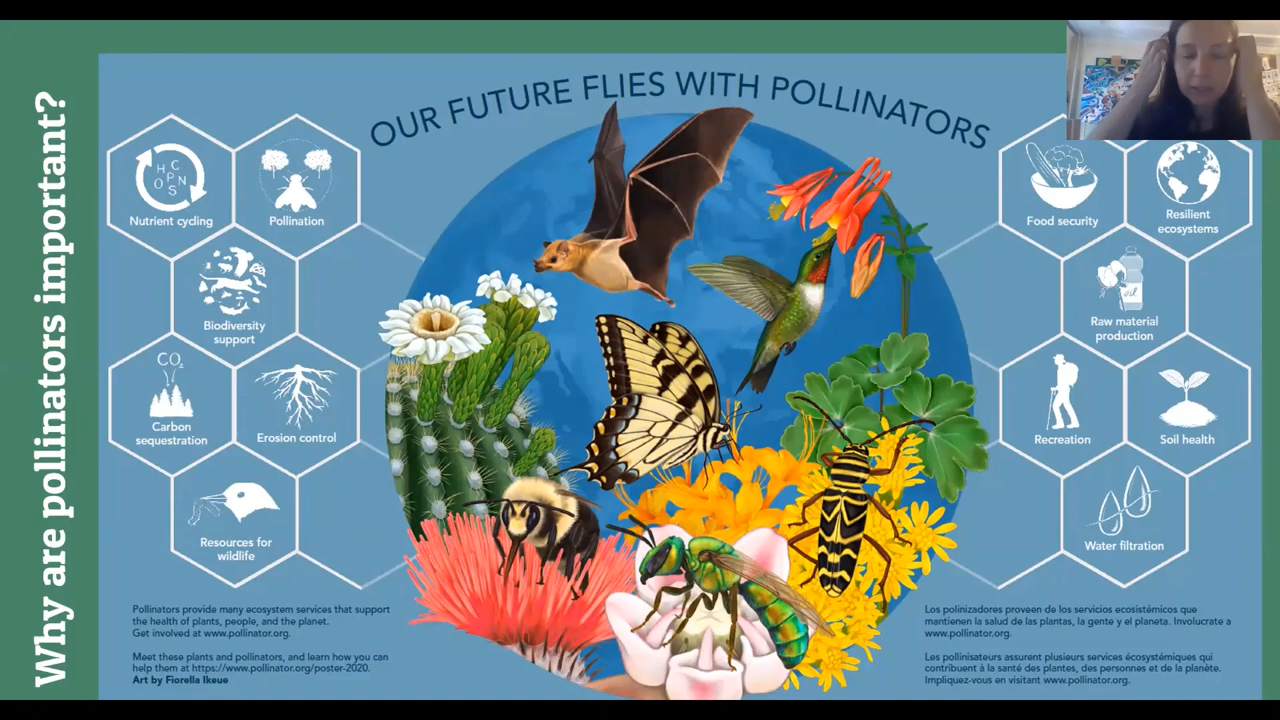 Why are pollinators important?
OUR FUTURE FLIES WITH POLLINATORS
H C
O P N
S
Nutrient cycling
Pollination
Biodiversity
support
CO2
Carbon
sequestration
Erosion control
Resources for
wildlife
Food security
Resilient
ecosystems
oil
Raw material
production
Recreation
Soil health
Water filtration
Pollinators provide many ecosystem services that support
the health of plants, people, and the planet.
Get involved at www.pollinator.org.
Meet these plants and pollinators, and learn how you can
help them at https://www.pollinator.org/poster-2020.
Art by Fiorella Ikeue
Los polinizadores proveen de los servicios ecosistémicos que
mantienen la salud de las plantas, la gente y el planeta. Involucrate a
www.pollinator.org.
Les pollinisateurs assurent plusieurs services écosystémiques qui
contribuent à la santé des plantes, des personnes et de la planète.
Impliquez-vous en visitant www.pollinator.org.